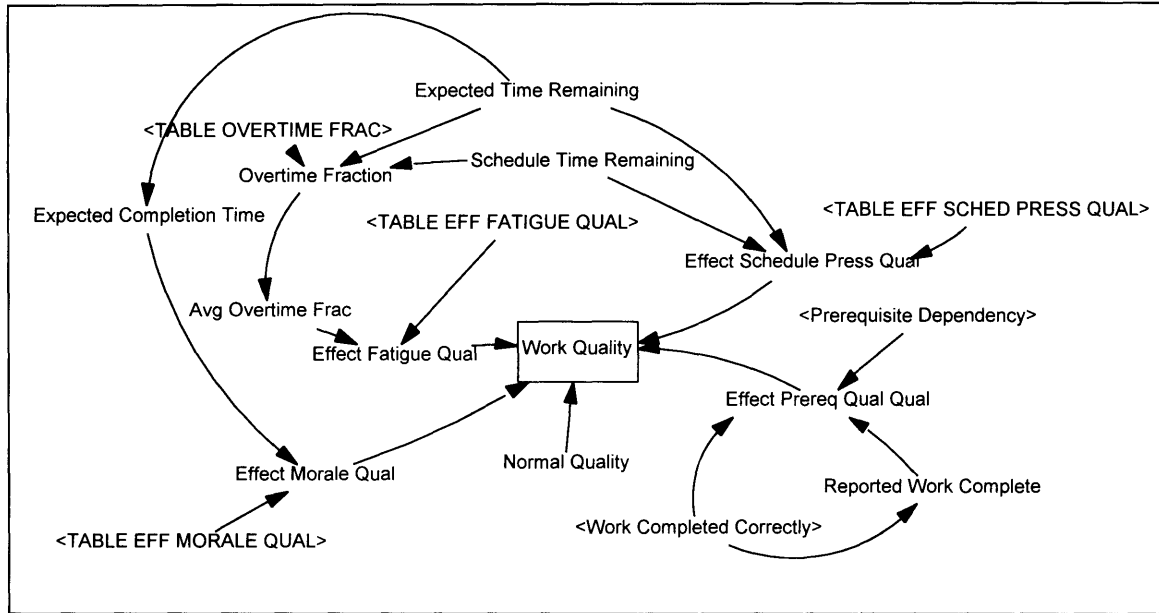 Expected Time Remaining
<TABLE OVERTIME FRAC>
Schedule Time Remaining
Overtime Fraction
Expected Completion Time
<TABLE EFF FATIGUE QUAL>
<TABLE EFF SCHED PRESS QUAL>
Effect Schedule Press Qual
Avg Overtime Frac
<Prerequisite Dependency>
Effect Fatigue Qual
Work Quality
Effect Prereq Qual Qual
Normal Quality
Effect Morale Qual
Reported Work Complete
<Work Completed Correctly>
<TABLE EFF MORALE QUAL>